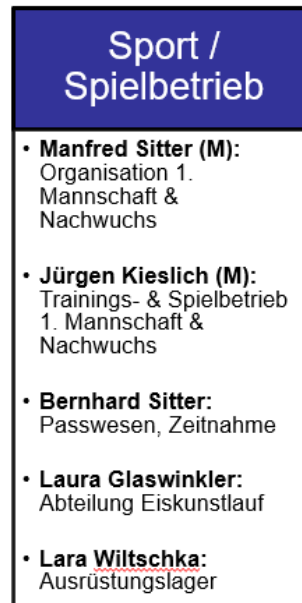 Sport /
Spielbetrieb
• Manfred Sitter (M):
Organisation 1.
Mannschaft &
Nachwuchs
• Jürgen Kieslich (M):
Trainings- & Spielbetrieb
1. Mannschaft &
Nachwuchs
• Bernhard Sitter:
Passwesen, Zeitnahme
• Laura Glaswinkler:
Abteilung Eiskunstlauf
• Lara Wiltschka:
Ausrüstungslager